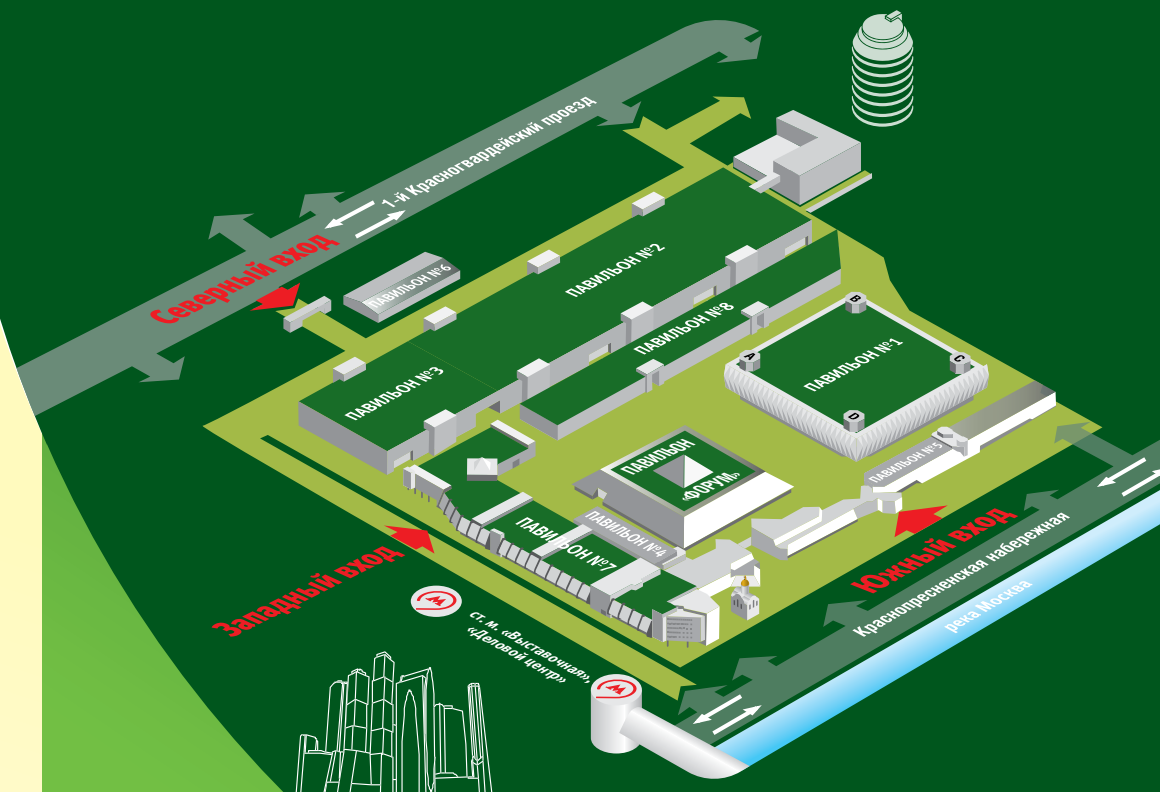 1-й Красногвардейский проезд
Северный вход
ПАВИЛЬОН №6
ПАВИЛЬОН №2
ПАВИЛЬОН №8
ПАВИЛЬОН №3
ПАВИЛЬОН №1
A
B
C
D
ПАВИЛЬОН
«ФОРУМ»
ПАВИЛЬОН №5
ПАВИЛЬОН №4
ПАВИЛЬОН №7
Западный вход
Южный вход
Краснопресненская набережная
река Москва
М
ст. м. «Выставочная»,
«Деловой центр»
М